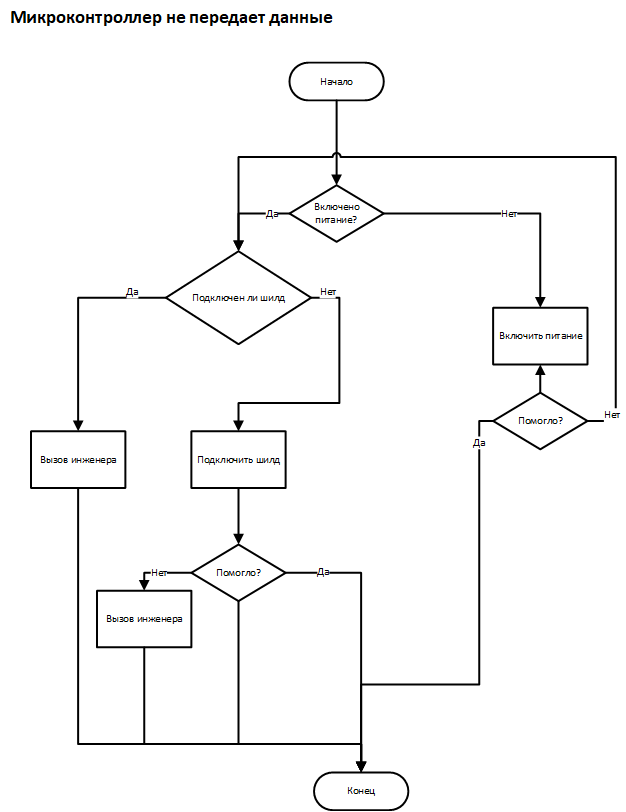 Микроконтроллер не передает данные
Начало
Включено
питание?
Да
Нет
Подключен ли шилд
Да
Нет
Включить питание
Помогло?
Нет
Да
Вызов инженера
Подключить шилд
Помогло?
Нет
Да
Вызов инженера
Конец